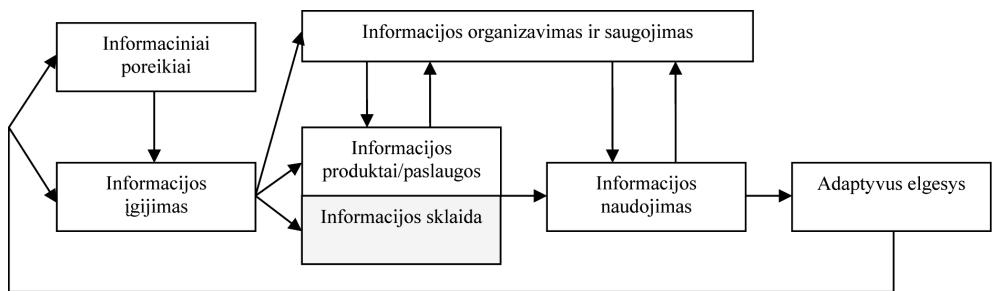 Informaciniai
poreikiai
Informacijos organizavimas ir saugojimas
Informacijos
įgijimas
Informacijos
produktai/paslaugos
Informacijos sklaida
Informacijos
naudojimas
Adaptyvus elgesys